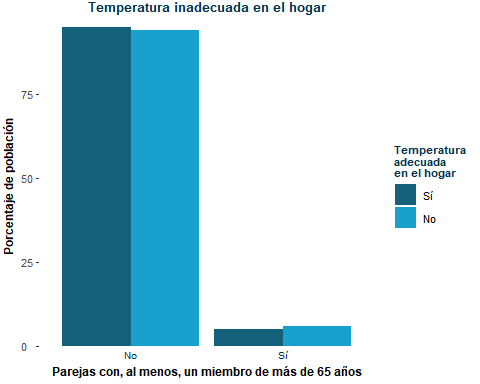 Temperatura inadecuada en el hogar
Porcentaje de población
75
50
25
0
No
Sí
Parejas con, al menos, un miembro de más de 65 años
Temperatura
adecuada
en el hogar
Sí
No